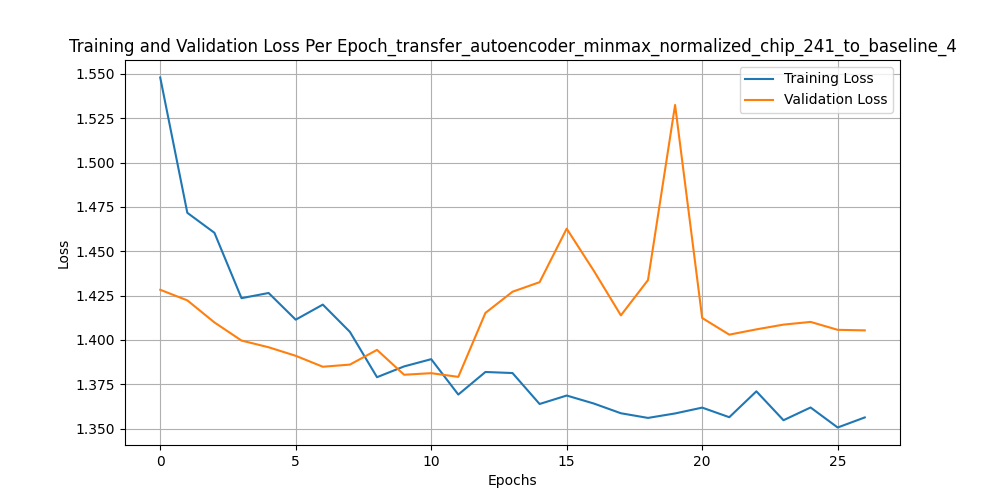 Training and Validation Loss Per Epoch_transfer_autoencoder_minmax_normalized_chip_241_to_baseline_4
Training Loss
Validation Loss
1.550
1.525
1.500
1.475
1.450
1.425
1.400
1.375
1.350
Loss
0 5 10 15 20 25
Epochs